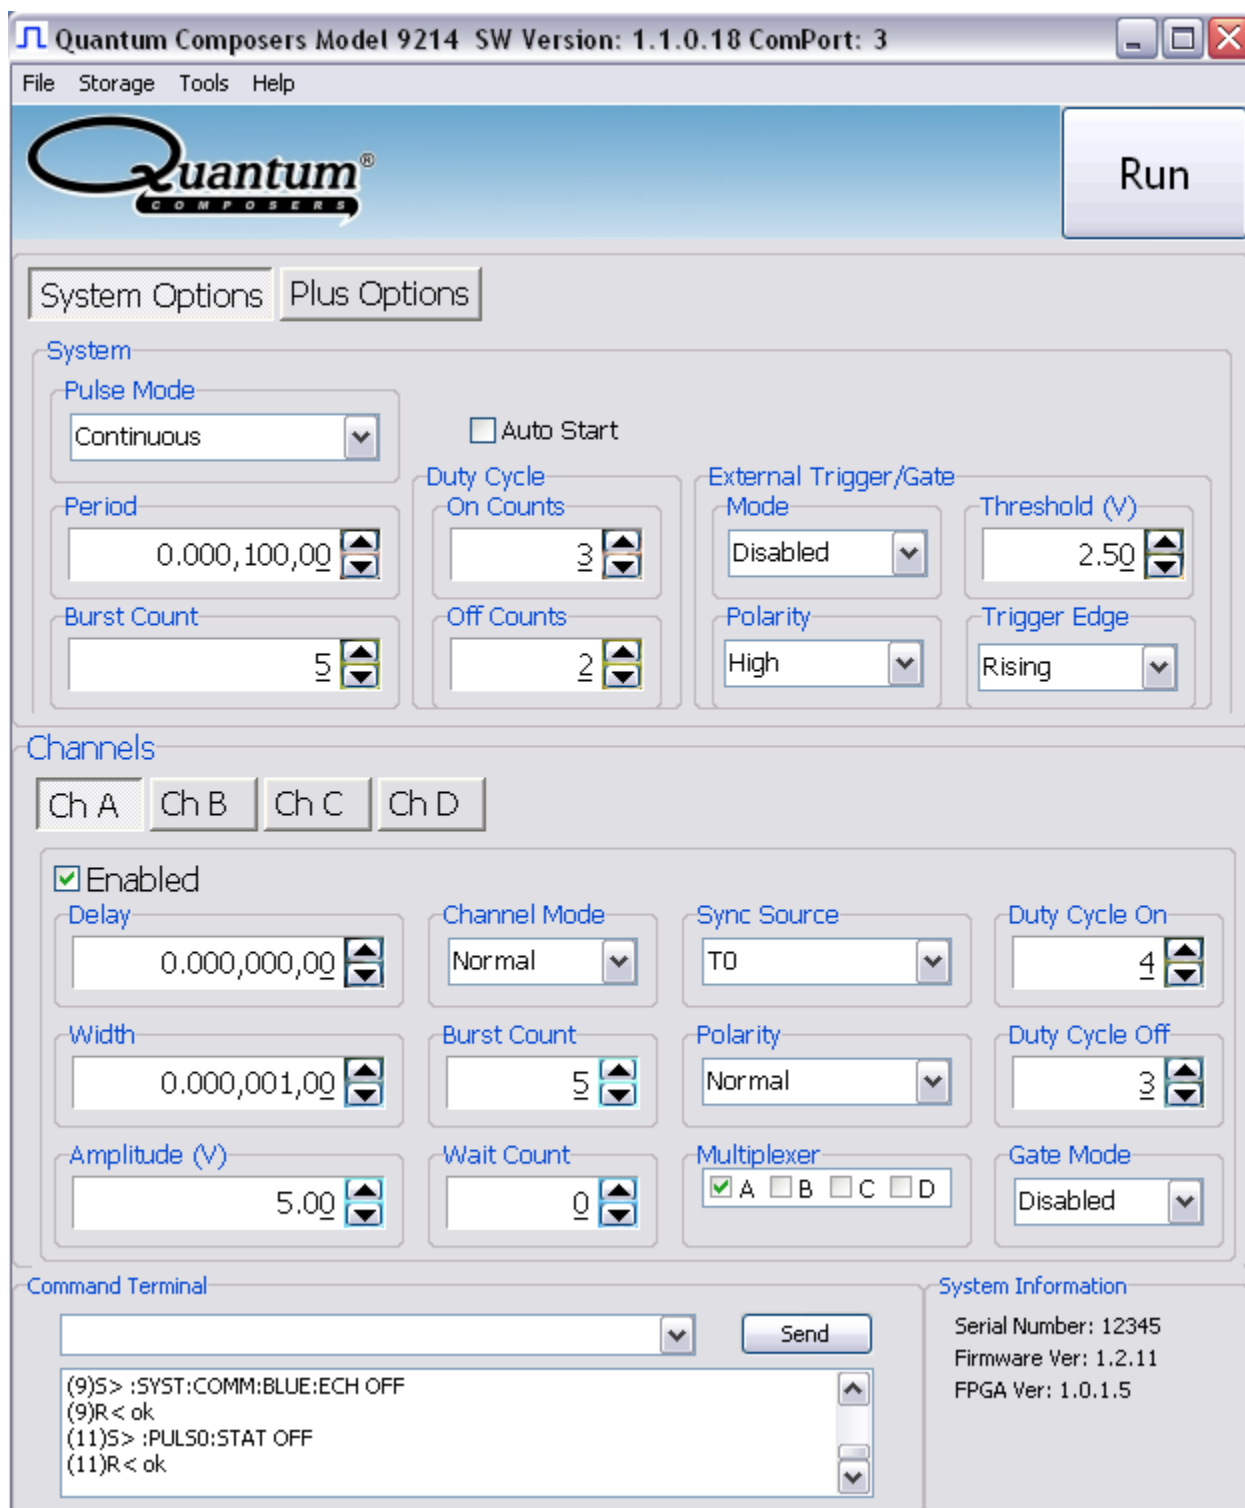 Quantum Composers Model 9214 SW Version: 1.1.0.18 ComPort: 3
File Storage Tools Help
Quantum®
COMPOSERS
Run
System Options Plus Options
System
Pulse Mode
Continuous
Auto Start
Period
0.000,100,00
Burst Count
5
Duty Cycle
On Counts
3
Off Counts
2
External Trigger/Gate
Mode
Disabled
Threshold (V)
2.50
Polarity
High
Trigger Edge
Rising
Channels
Ch A Ch B Ch C Ch D
Enabled
Delay
0.000,000,00
Channel Mode
Normal
Sync Source
T0
Duty Cycle On
4
Width
0.000,001,00
Burst Count
5
Polarity
Normal
Duty Cycle Off
3
Amplitude (V)
5.00
Wait Count
0
Multiplexer
A B C D
Gate Mode
Disabled
Command Terminal
Send
(9)S> :SYST:COMM:BLUE:ECH OFF
(9)R< ok
(11)S> :PULS0:STAT OFF
(11)R< ok
System Information
Serial Number: 12345
Firmware Ver: 1.2.11
FPGA Ver: 1.0.1.5